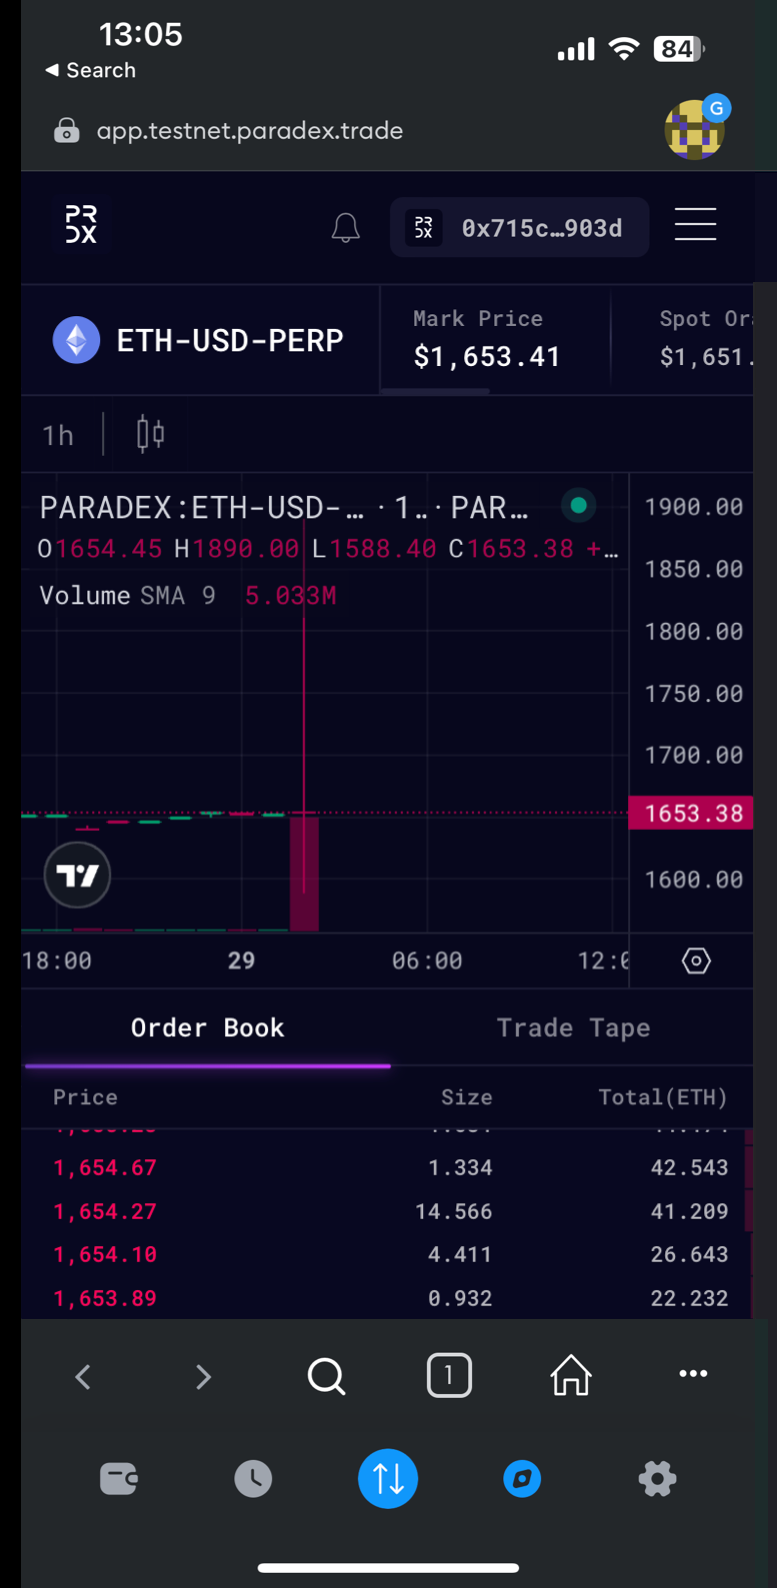 13:05
84
◀ Search
app.testnet.paradex.trade
G
PR
DX
PR
DX
0x715c…903d
ETH-USD-PERP
Mark Price
$1,653.41
Spot Or
$1,651.
1h
PARADEX:ETH-USD-… · 1… · PAR…
O1654.45 H1890.00 L1588.40 C1653.38 +…
Volume SMA 9 5.033M
1900.00
1850.00
1800.00
1750.00
1700.00
1653.38
1600.00
18:00 29 06:00 12:0
Order Book Trade Tape
Price Size Total(ETH)
1,654.67 1.334 42.543
1,654.27 14.566 41.209
1,654.10 4.411 26.643
1,653.89 0.932 22.232
1